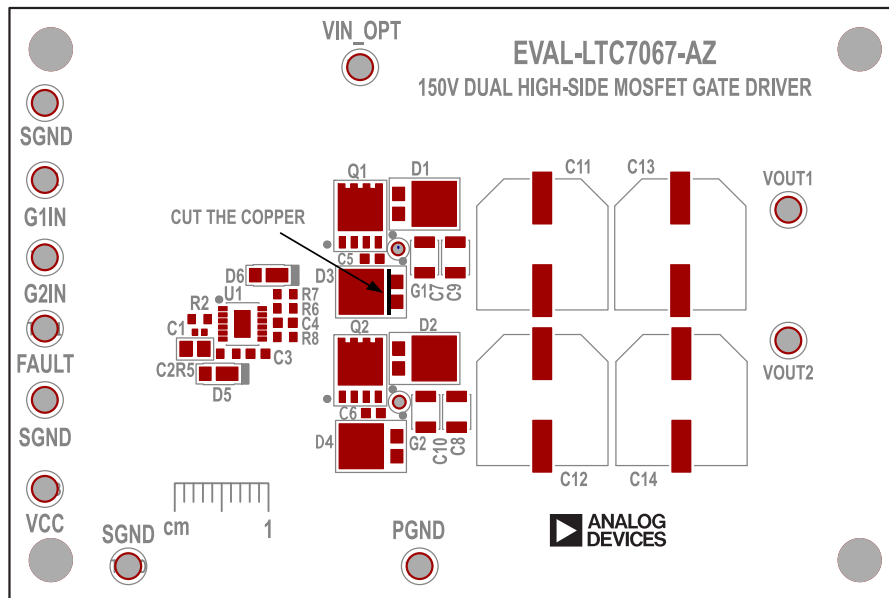 VIN_OPT
EVAL-LTC7067-AZ
150V DUAL HIGH-SIDE MOSFET GATE DRIVER
SGND
G1IN
G2IN
FAULT
SGND
VCC
SGND
PGND
CUT THE COPPER
Q1
D1
C5
D3
G1
C7
C9
D6
U1
R2
C1
R7
R6
C4
R8
C3
C2
R5
D5
Q2
D2
C6
D4
G2
C10
C8
C11
C13
C12
C14
VOUT1
VOUT2
cm 1
ANALOG
DEVICES